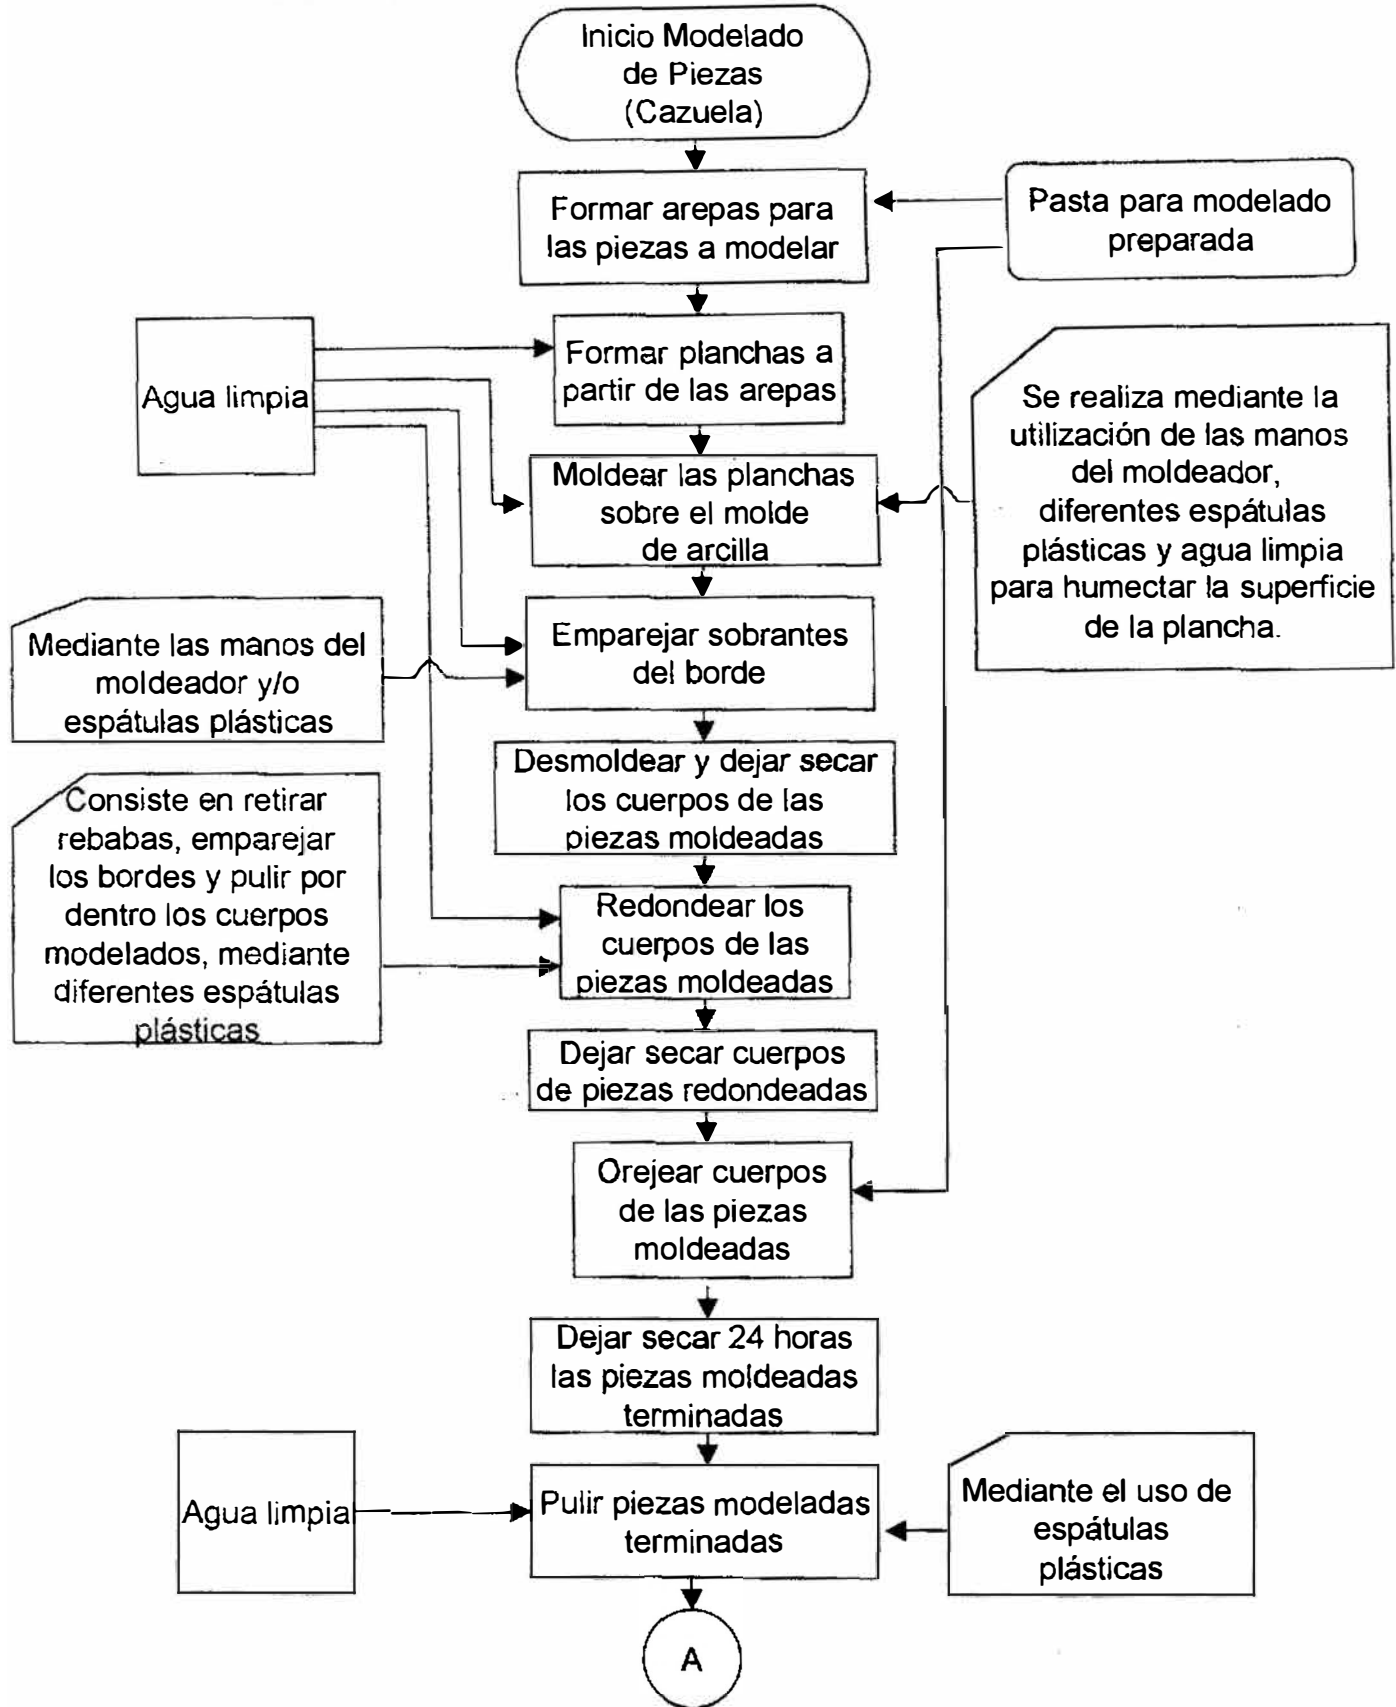 Inicio Modelado
de Piezas
(Cazuela)
Formar arepas para
las piezas a modelar
Pasta para modelado
preparada
Agua limpia
Formar planchas a
partir de las arepas
Se realiza mediante la
utilización de las manos
del moldeador,
diferentes espátulas
plásticas y agua limpia
para humectar la superficie
de la plancha.
Moldear las planchas
sobre el molde
de arcilla
Mediante las manos del
moldeador y/o
espátulas plásticas
Emparejar sobrantes
del borde
Desmoldear y dejar secar
los cuerpos de las
piezas moldeadas
Consiste en retirar
rebabas, emparejar
los bordes y pulir por
dentro los cuerpos
modelados, mediante
diferentes espátulas
plásticas
Redondear los
cuerpos de las
piezas moldeadas
Dejar secar cuerpos
de piezas redondeadas
Orejear cuerpos
de las piezas
moldeadas
Dejar secar 24 horas
las piezas moldeadas
terminadas
Agua limpia
Pulir piezas modeladas
terminadas
Mediante el uso de
espátulas
plásticas
A